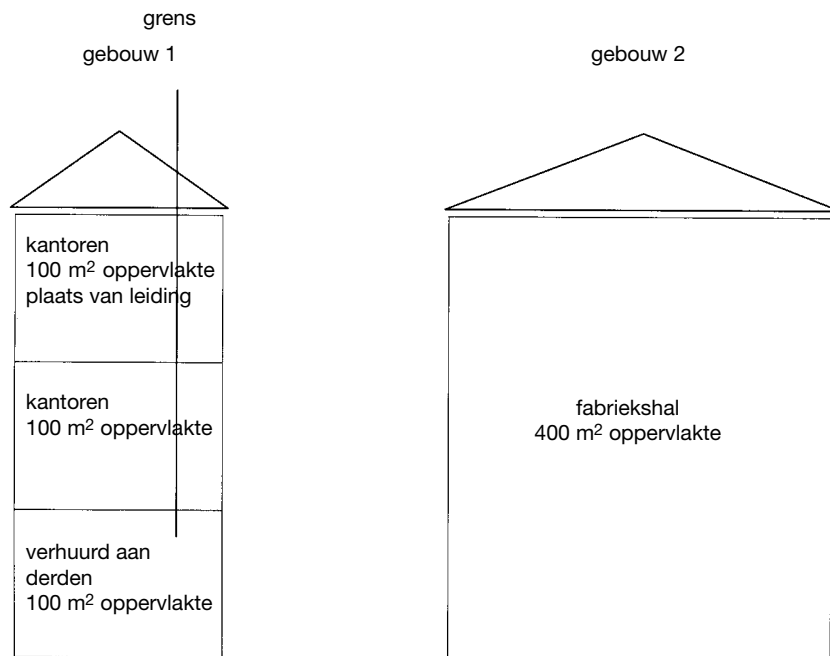 grens
gebouw 1
gebouw 2
kantoren
100 m² oppervlakte
plaats van leiding
kantoren
100 m² oppervlakte
fabriekshal
400 m² oppervlakte
verhuurd aan
derden
100 m² oppervlakte